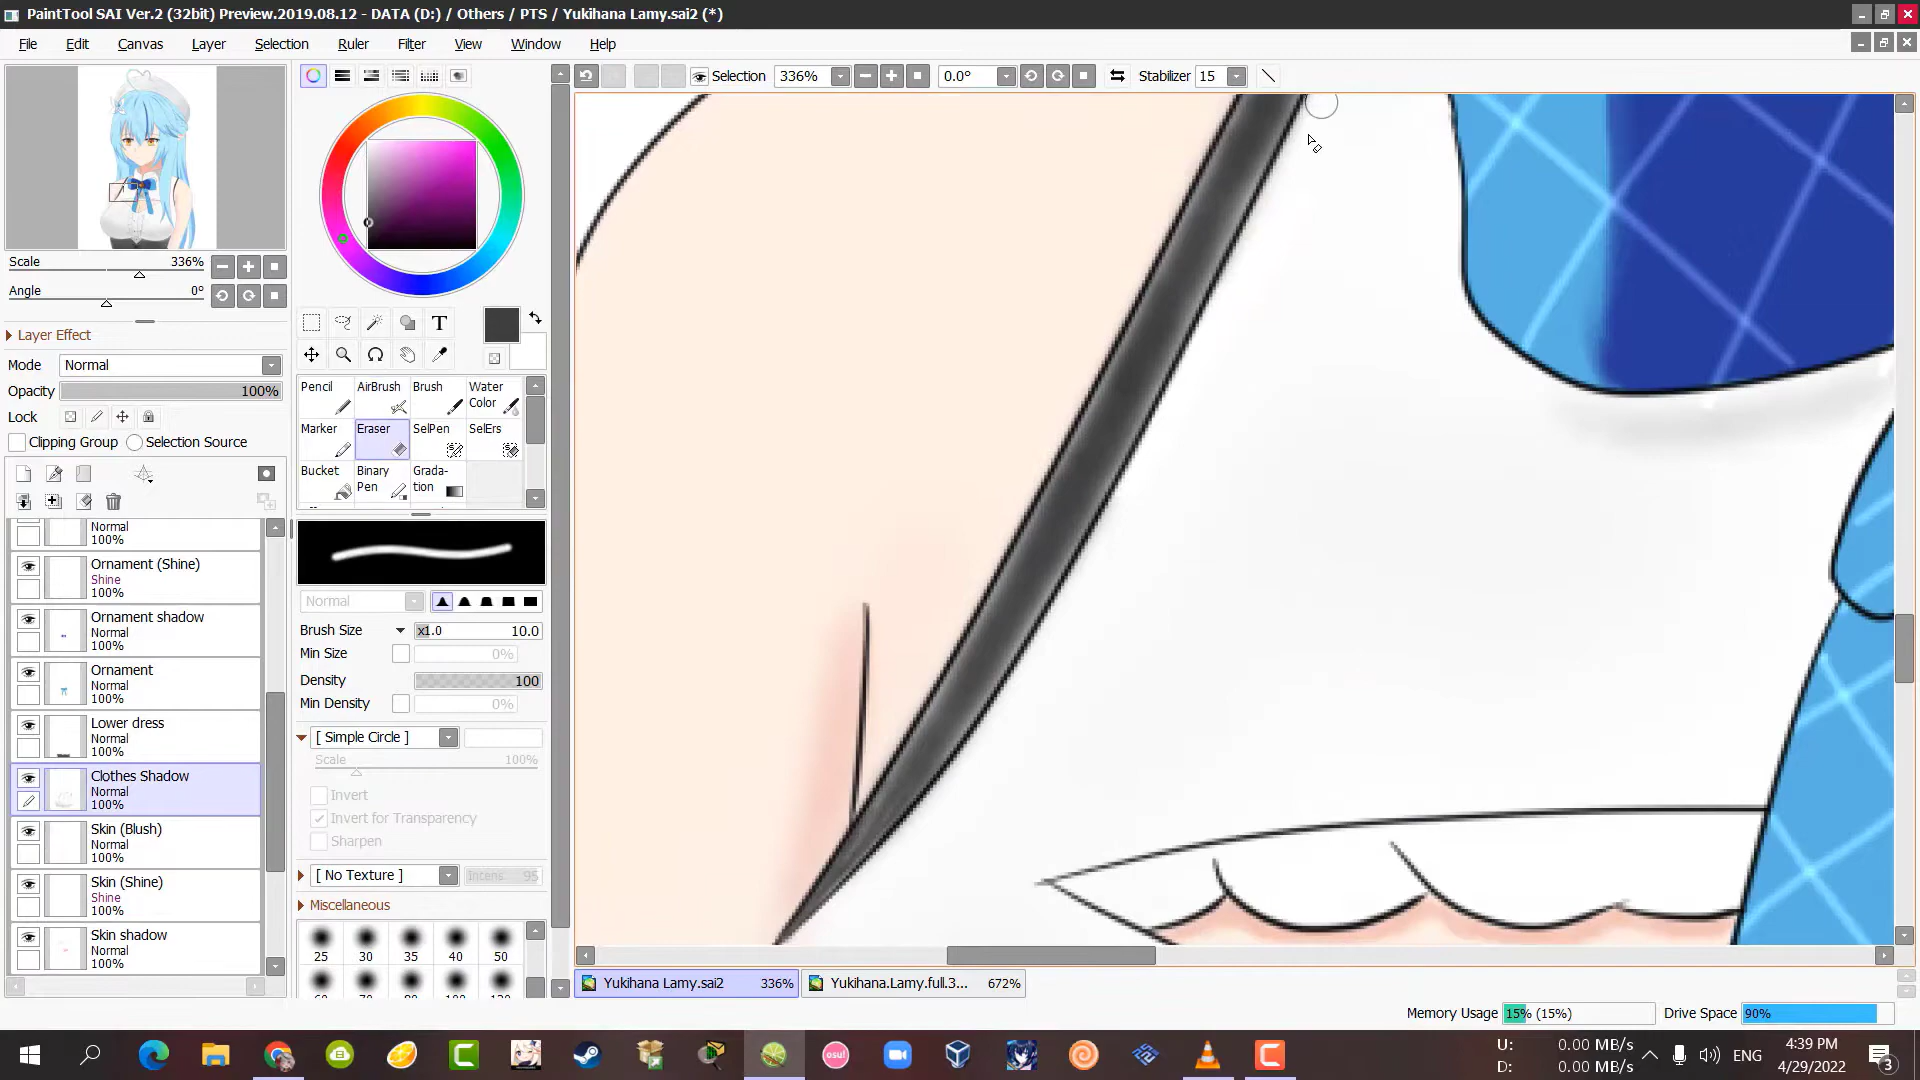 PaintTool SAI Ver.2 (32bit) Preview.2019.08.12 - DATA (D:) / Others / PTS / Yukihana Lamy.sai2 (*)
File Edit Canvas Layer Selection Ruler Filter View Window Help
Selection 336% 0.0° Stabilizer 15
Scale 336%
Angle 0°
Layer Effect
Mode Normal
Opacity 100%
Lock
Clipping Group Selection Source
Normal
100%
Ornament (Shine)
Shine
100%
Ornament shadow
Normal
100%
Ornament
Normal
100%
Lower dress
Normal
100%
Clothes Shadow
Normal
100%
Skin (Blush)
Normal
100%
Skin (Shine)
Shine
100%
Skin shadow
Normal
100%
T
Pencil AirBrush Brush Water Color
Marker Eraser SelPen SelErs
Bucket Binary Pen Grada-tion
Normal
Brush Size x1.0 10.0
Min Size 0%
Density 100
Min Density 0%
[ Simple Circle ]
Scale 100%
Invert
Invert for Transparency
Sharpen
[ No Texture ] Intens. 95
Miscellaneous
25 30 35 40 50
Yukihana Lamy.sai2 336% Yukihana.Lamy.full.3... 672%
Memory Usage 15% (15%) Drive Space 90%
osu!
U: 0.00 MB/s
D: 0.00 MB/s
ENG
4:39 PM
4/29/2022
3